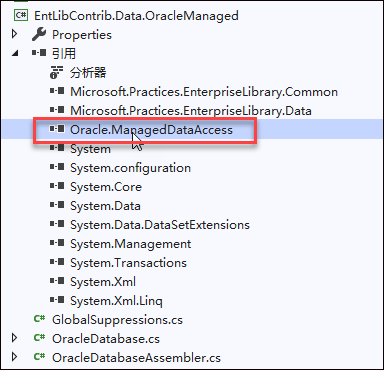 EntLibContrib.Data.OracleManaged
Properties
引用
分析器
Microsoft.Practices.EnterpriseLibrary.Common
Microsoft.Practices.EnterpriseLibrary.Data
Oracle.ManagedDataAccess
System
System.configuration
System.Core
System.Data
System.Data.DataSetExtensions
System.Management
System.Transactions
System.Xml
System.Xml.Linq
C# GlobalSuppressions.cs
C# OracleDatabase.cs
C# OracleDatabaseAssembler.cs